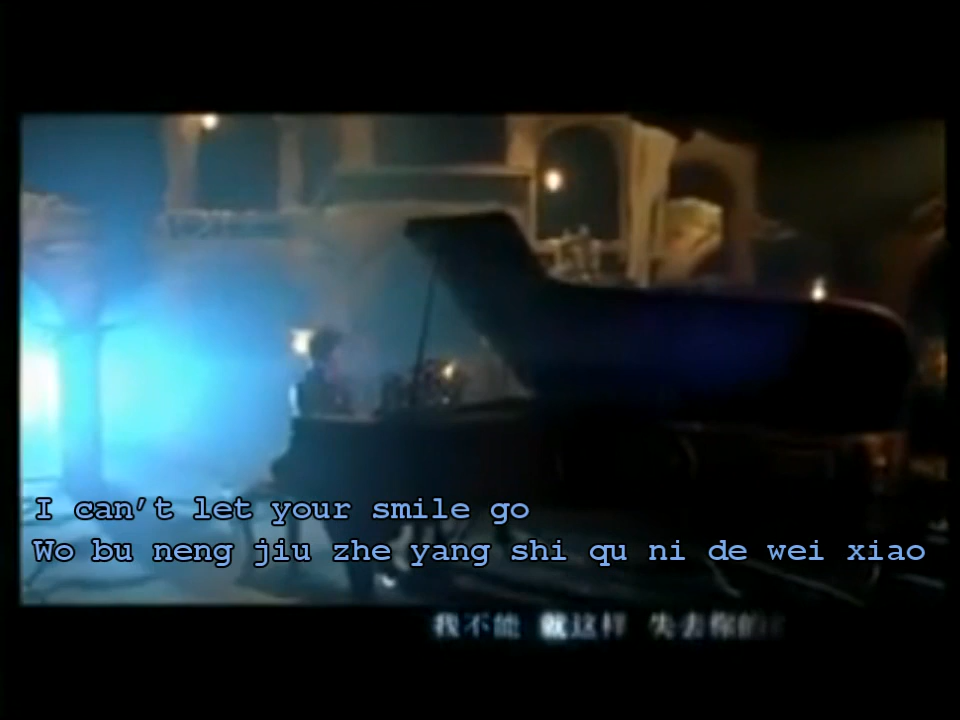 I can't let your smile go
Wo bu neng jiu zhe yang shi qu ni de wei xiao
我不能 就这样 失去你的